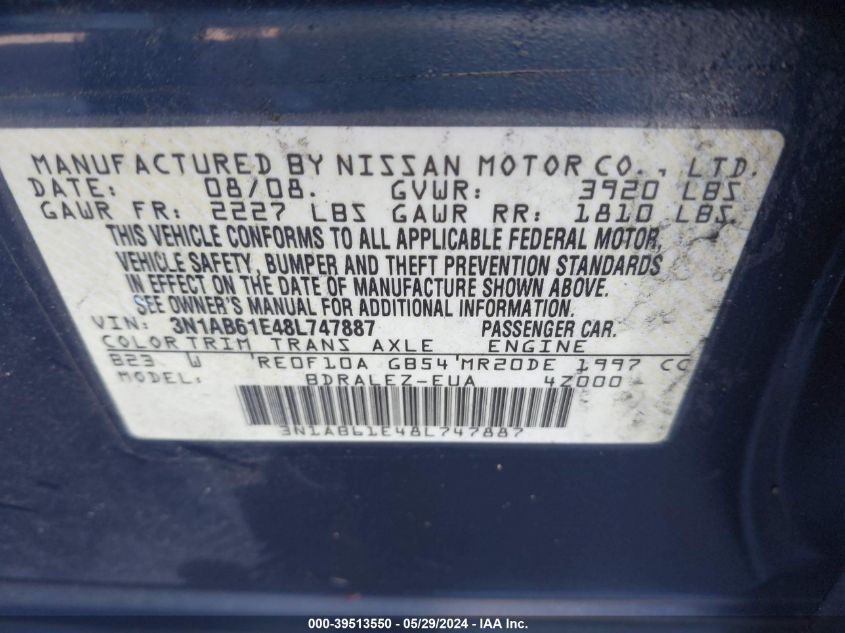 MANUFACTURED BY NISSAN MOTOR CO., LTD.
DATE: 08/08. GVWR: 3920 LBS
GAWR FR: 2227 LBS GAWR RR: 1810 LBS
THIS VEHICLE CONFORMS TO ALL APPLICABLE FEDERAL MOTOR,
VEHICLE SAFETY, BUMPER AND THEFT PREVENTION STANDARDS
IN EFFECT ON THE DATE OF MANUFACTURE SHOWN ABOVE.
SEE OWNER'S MANUAL FOR ADDITIONAL INFORMATION.
VIN: 3N1AB61E48L747887 PASSENGER CAR.
COLOR TRIM TRANS AXLE ENGINE
B23 W RE0F10A GB54 MR20DE 1997 CC
MODEL: BDRALEZ-EUA 4Z000
3N1AB61E48L747887
000-39513550 - 05/29/2024 - IAA Inc.